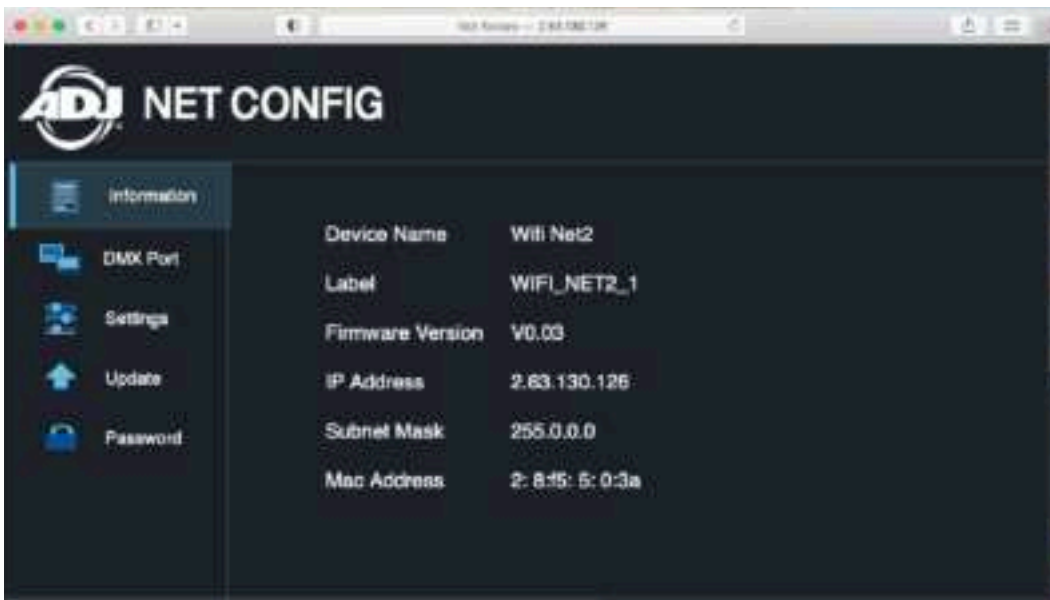 ADJ NET CONFIG
Information
DMX Port
Settings
Update
Password
Device Name Wifi Net2
Label WIFI_NET2_1
Firmware Version V0.03
IP Address 2.63.130.126
Subnet Mask 255.0.0.0
Mac Address 2: 8:f5: 5: 0:3a